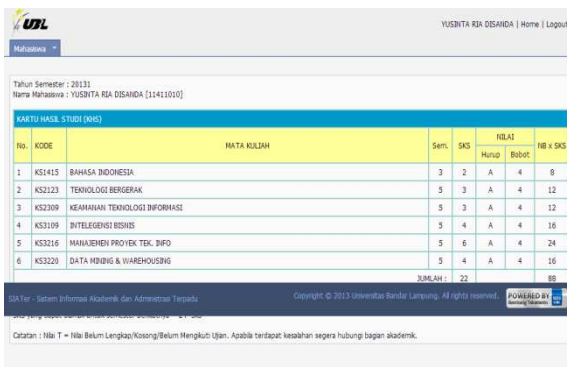 UBL
YUSINTA RIA DISANDA | Home | Logout
Mahasiswa
Tahun Semester : 20131
Nama Mahasiswa : YUSINTA RIA DISANDA [11411010]
KARTU HASIL STUDI (KHS)
No. KODE MATA KULIAH Sem. SKS NILAI NB x SKS
Hurup Bobot
1 KS1415 BAHASA INDONESIA 3 2 A 4 8
2 KS2123 TEKNOLOGI BERGERAK 5 3 A 4 12
3 KS2309 KEAMANAN TEKNOLOGI INFORMASI 5 3 A 4 12
4 KS3109 INTELEGENSI BISNIS 5 4 A 4 16
5 KS3216 MANAJEMEN PROYEK TEK. INFO 5 6 A 4 24
6 KS3220 DATA MINING & WAREHOUSING 5 4 A 4 16
JUMLAH : 22 88
SIATer - Sistem Informasi Akademik dan Administrasi Terpadu Copyright © 2013 Universitas Bandar Lampung. All rights reserved. POWERED BY
Catatan : Nilai T = Nilai Belum Lengkap/Kosong/Belum Mengikuti Ujian. Apabila terdapat kesalahan segera hubungi bagian akademik.